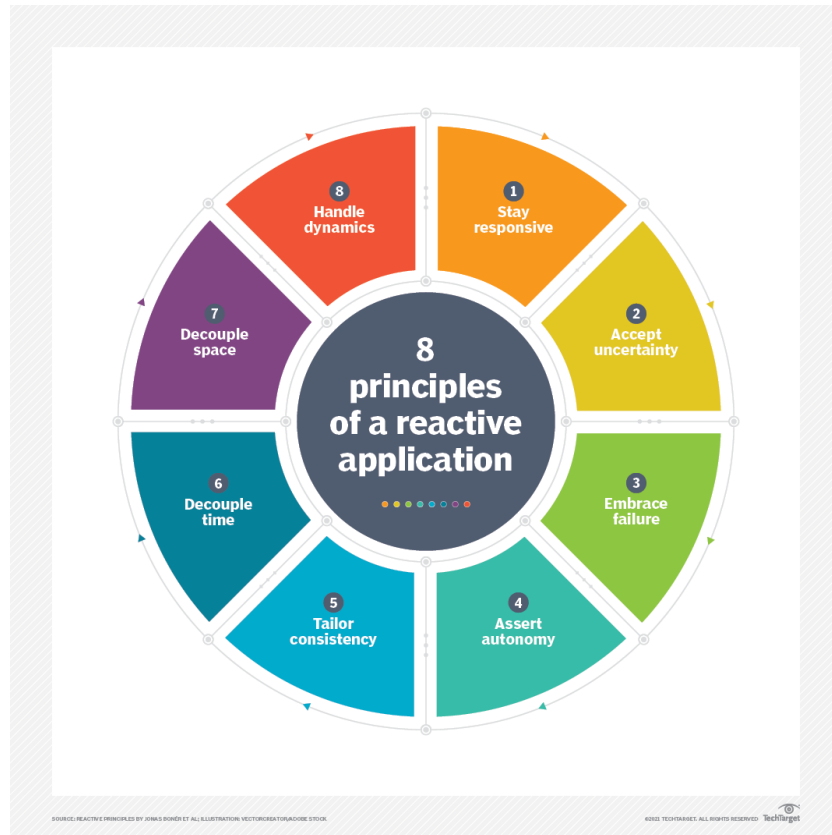 8
principles
of a reactive
application
1
Stay
responsive
2
Accept
uncertainty
3
Embrace
failure
4
Assert
autonomy
5
Tailor
consistency
6
Decouple
time
7
Decouple
space
8
Handle
dynamics
SOURCE: REACTIVE PRINCIPLES BY JONAS BONÉR ET AL; ILLUSTRATION: VECTORCREATOR/ADOBE STOCK
©2021 TECHTARGET. ALL RIGHTS RESERVED TechTarget